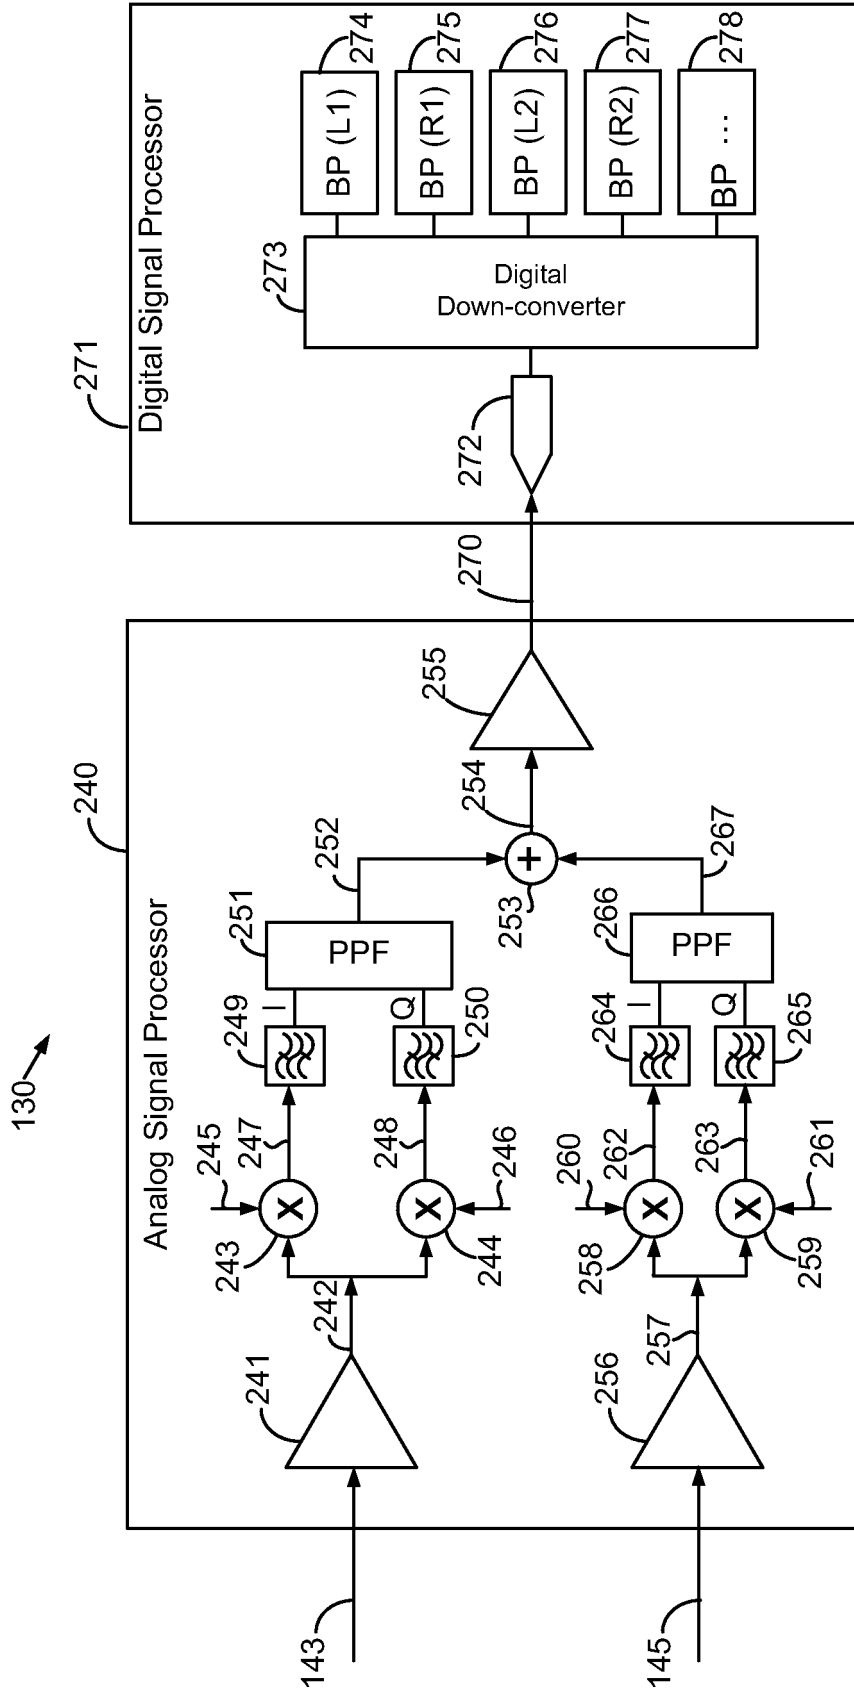 130
Analog Signal Processor
240
143
241
242
243
245
247
249
I
251
PPF
252
244
246
248
250
Q
253
254
255
145
256
257
258
260
262
264
I
266
PPF
267
259
261
263
265
Q
270
Digital Signal Processor
271
272
273
Digital
Down-converter
BP (L1)
274
BP (R1)
275
BP (L2)
276
BP (R2)
277
BP ...
278